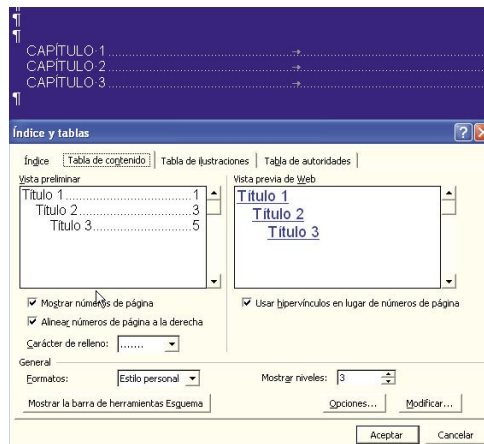 ¶
¶
CAPÍTULO·1..............................→..............................
CAPÍTULO·2..............................→..............................
CAPÍTULO·3..............................→..............................
¶
Índice y tablas
Índice Tabla de contenido Tabla de ilustraciones Tabla de autoridades
Vista preliminar Vista previa de Web
Título 1..............................1
Título 2..............................3
Título 3..............................5
Título 1
Título 2
Título 3
Mostrar números de página
Usar hipervínculos en lugar de números de página
Alinear números de página a la derecha
Carácter de relleno: .......
General
Formatos: Estilo personal Mostrar niveles: 3
Mostrar la barra de herramientas Esquema Opciones... Modificar...
Aceptar Cancelar